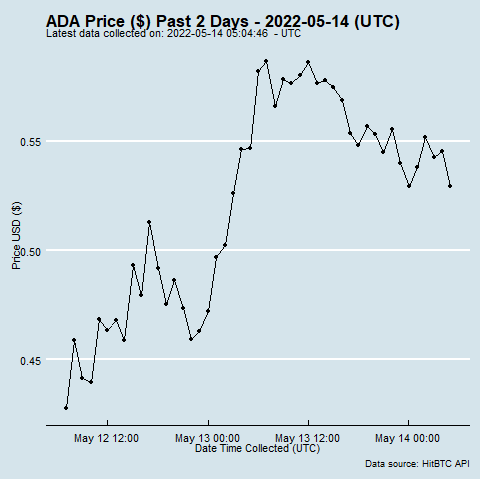 ADA Price ($) Past 2 Days - 2022-05-14 (UTC)
Latest data collected on: 2022-05-14 05:04:46 - UTC
Price USD ($)
0.55
0.50
0.45
May 12 12:00
May 13 00:00
May 13 12:00
May 14 00:00
Date Time Collected (UTC)
Data source: HitBTC API